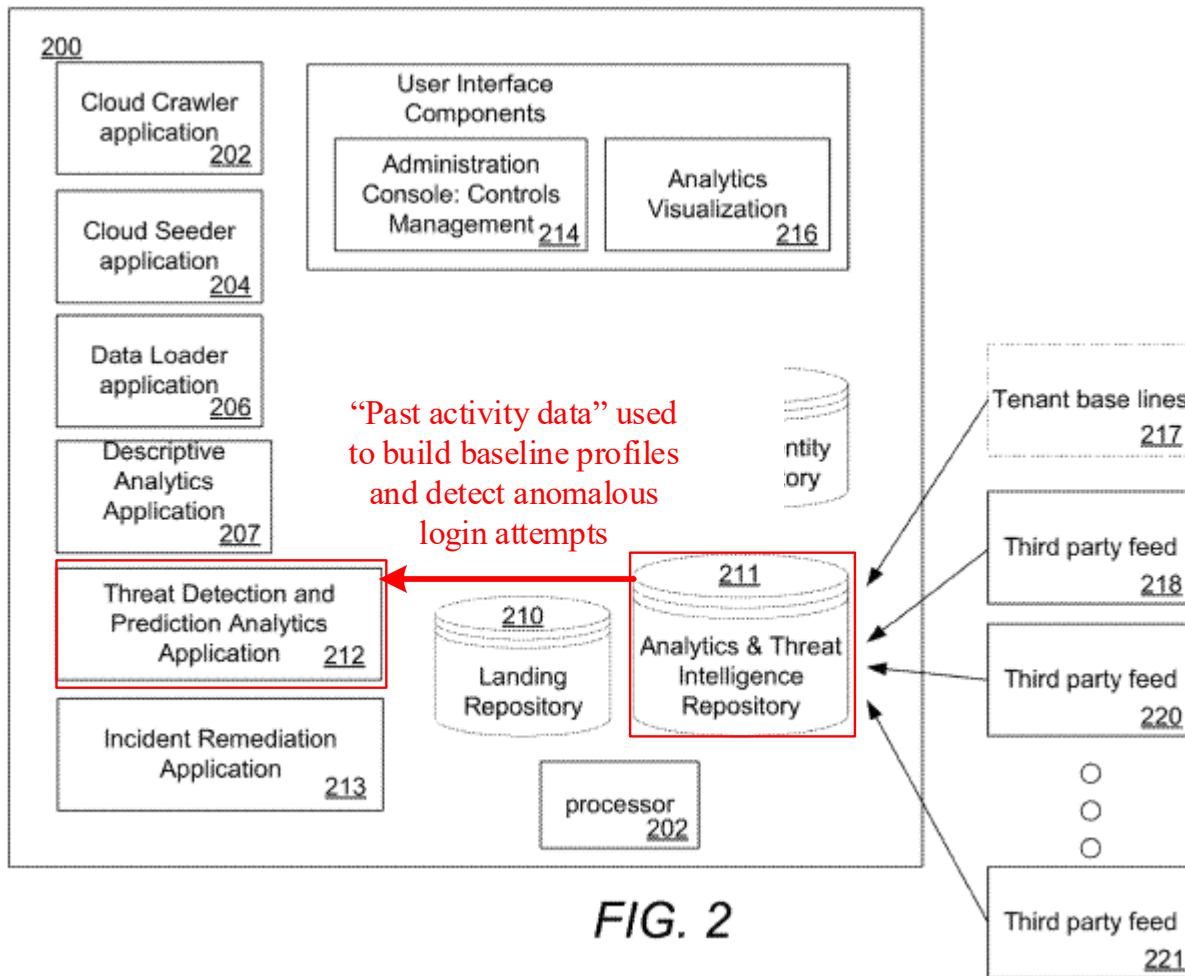 200
Cloud Crawler
application
202
Cloud Seeder
application
204
Data Loader
application
206
Descriptive
Analytics
Application
207
Threat Detection and
Prediction Analytics
Application
212
Incident Remediation
Application
213
User Interface
Components
Administration
Console: Controls
Management
214
Analytics
Visualization
216
“Past activity data” used
to build baseline profiles
and detect anomalous
login attempts
210
Landing
Repository
211
Analytics & Threat
Intelligence
Repository
processor
202
Tenant base lines
217
Third party feed
218
Third party feed
220
Third party feed
221
FIG. 2